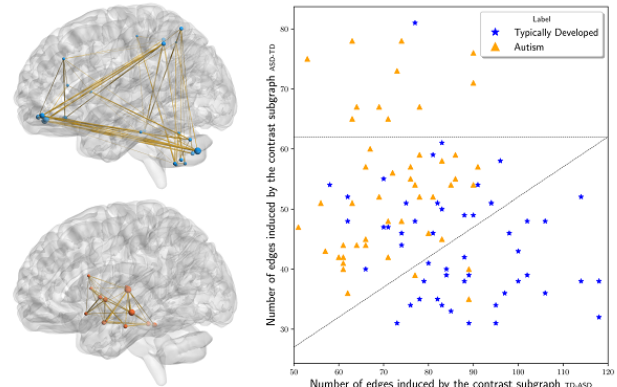 Label
Typically Developed
Autism
Number of edges induced by the contrast subgraph ASD-TD
80
70
60
50
40
30
50 60 70 80 90 100 110 120
Number of edges induced by the contrast subgraph TD-ASD